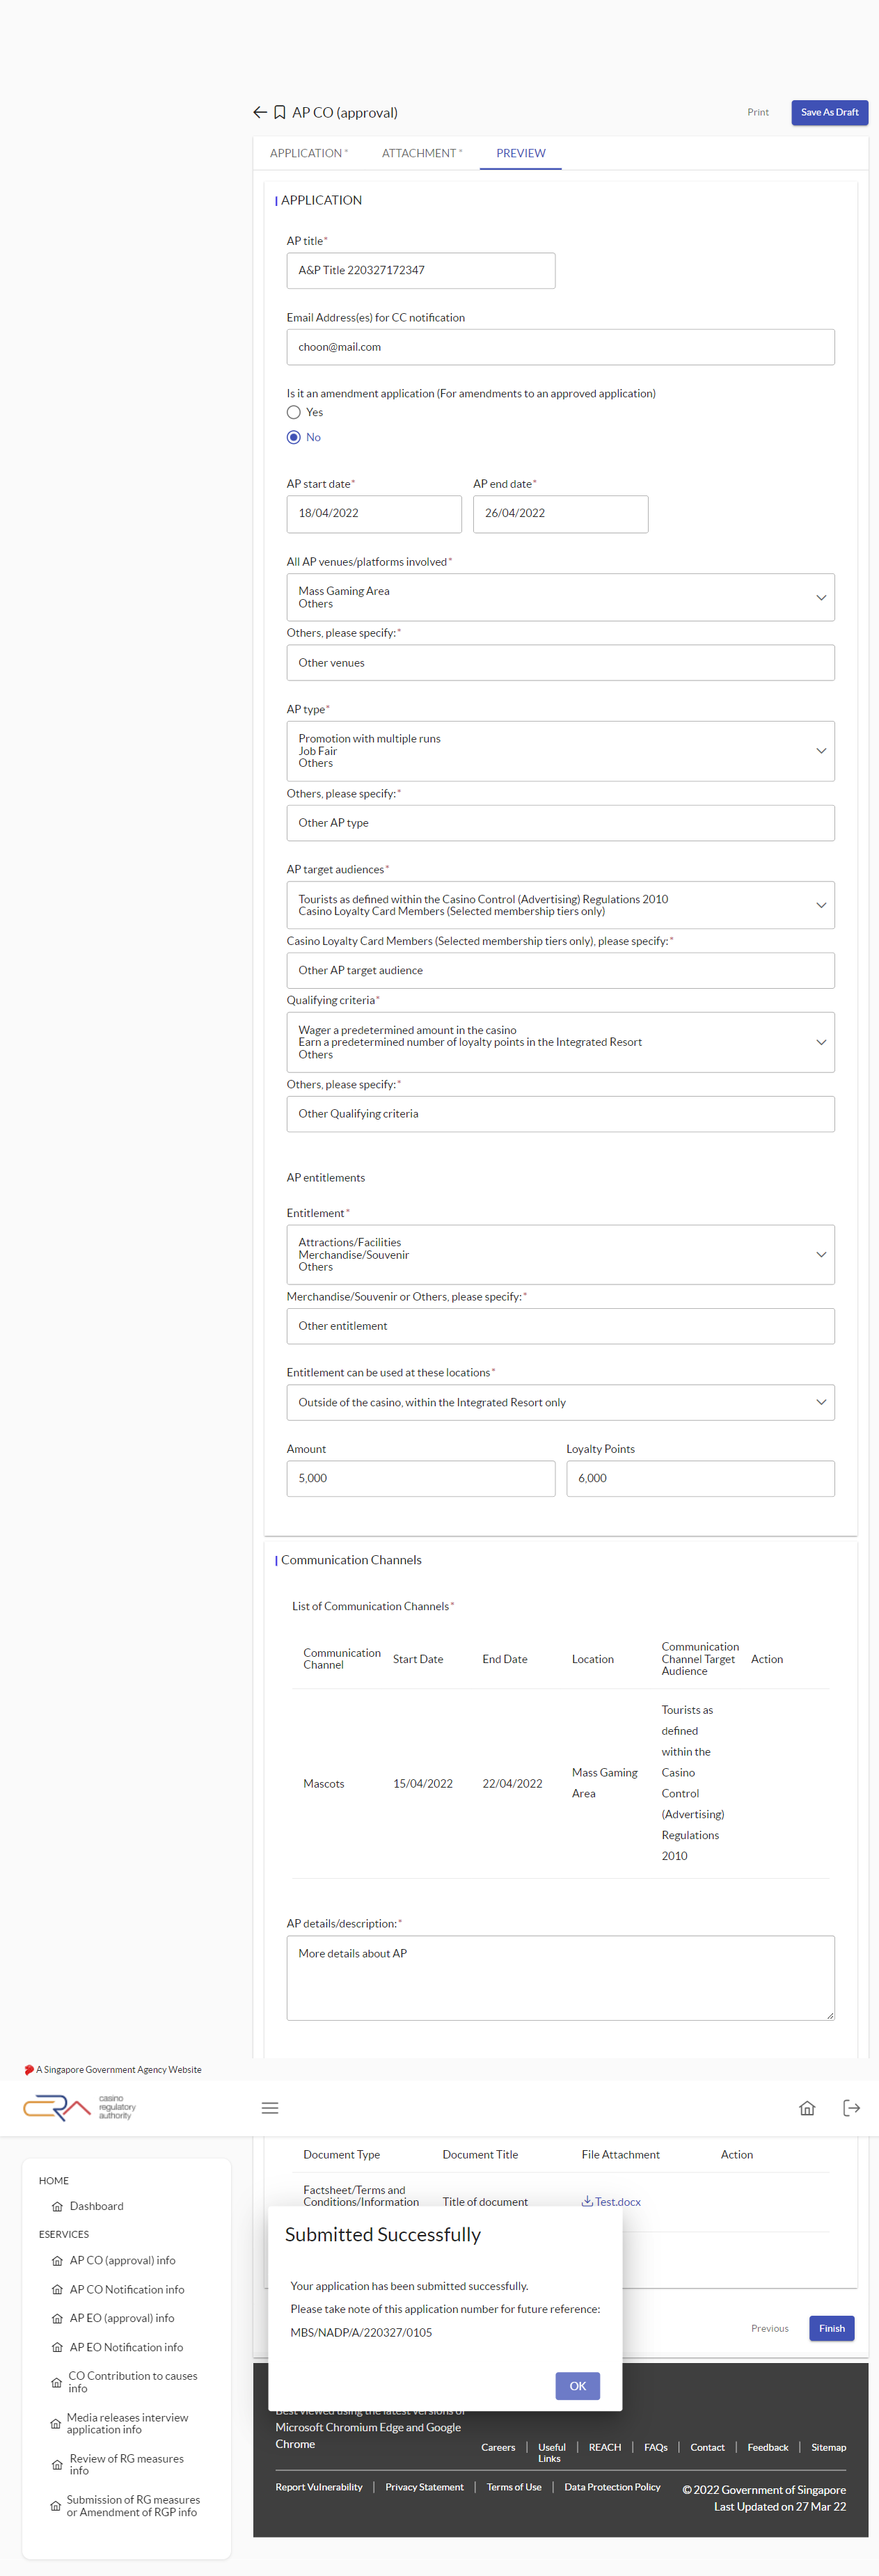 AP CO (approval)
Print
Save As Draft
APPLICATION *
ATTACHMENT *
PREVIEW
APPLICATION
AP title*
A&P Title 220327172347
Email Address(es) for CC notification
choon@mail.com
Is it an amendment application (For amendments to an approved application)
Yes
No
AP start date*
AP end date*
18/04/2022
26/04/2022
All AP venues/platforms involved*
Mass Gaming Area
Others
Others, please specify:*
Other venues
AP type*
Promotion with multiple runs
Job Fair
Others
Others, please specify:*
Other AP type
AP target audiences*
Tourists as defined within the Casino Control (Advertising) Regulations 2010
Casino Loyalty Card Members (Selected membership tiers only)
Casino Loyalty Card Members (Selected membership tiers only), please specify:*
Other AP target audience
Qualifying criteria*
Wager a predetermined amount in the casino
Earn a predetermined number of loyalty points in the Integrated Resort
Others
Others, please specify:*
Other Qualifying criteria
AP entitlements
Entitlement*
Attractions/Facilities
Merchandise/Souvenir
Others
Merchandise/Souvenir or Others, please specify:*
Other entitlement
Entitlement can be used at these locations*
Outside of the casino, within the Integrated Resort only
Amount
Loyalty Points
5,000
6,000
Communication Channels
List of Communication Channels*
Communication
Channel
Start Date
End Date
Location
Communication
Channel Target
Audience
Action
Mascots
15/04/2022
22/04/2022
Mass Gaming
Area
Tourists as
defined
within the
Casino
Control
(Advertising)
Regulations
2010
AP details/description:*
More details about AP
A Singapore Government Agency Website
CRA
casino
regulatory
authority
HOME
Dashboard
ESERVICES
AP CO (approval) info
AP CO Notification info
AP EO (approval) info
AP EO Notification info
CO Contribution to causes
info
Media releases interview
application info
Review of RG measures
info
Submission of RG measures
or Amendment of RGP info
Document Type
Document Title
File Attachment
Action
Factsheet/Terms and
Conditions/Information
Title of document
Test.docx
Submitted Successfully
Your application has been submitted successfully.
Please take note of this application number for future reference:
MBS/NADP/A/220327/0105
OK
Previous
Finish
Best viewed using the latest versions of
Microsoft Chromium Edge and Google
Chrome
Careers
Useful
Links
REACH
FAQs
Contact
Feedback
Sitemap
Report Vulnerability
Privacy Statement
Terms of Use
Data Protection Policy
© 2022 Government of Singapore
Last Updated on 27 Mar 22